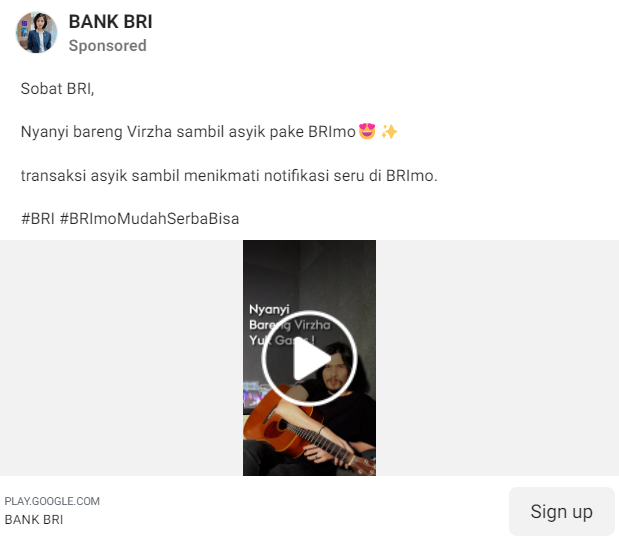 BANK BRI
Sponsored
Sobat BRI,
Nyanyi bareng Virzha sambil asyik pake BRImo😍 ✨
transaksi asyik sambil menikmati notifikasi seru di BRImo.
#BRI #BRImoMudahSerbaBisa
Nyanyi
Bareng Virzha
Yuk
PLAY.GOOGLE.COM
BANK BRI
Sign up